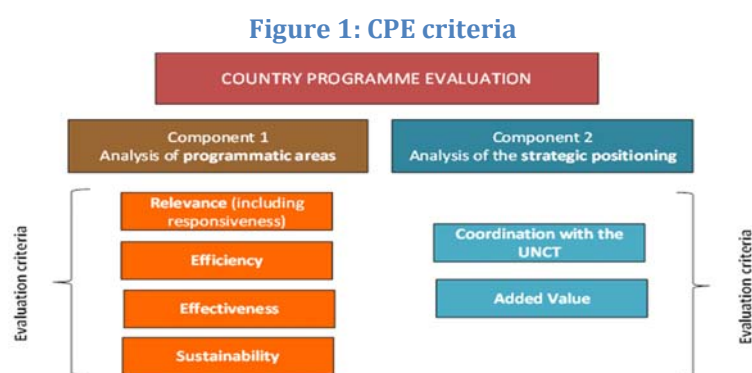 Figure 1: CPE criteria
COUNTRY PROGRAMME EVALUATION
Component 1
Analysis of programmatic areas
Component 2
Analysis of the strategic positioning
Evaluation criteria
Relevance (including
responsiveness)
Efficiency
Effectiveness
Sustainability
Coordination with the
UNCT
Added Value
Evaluation criteria